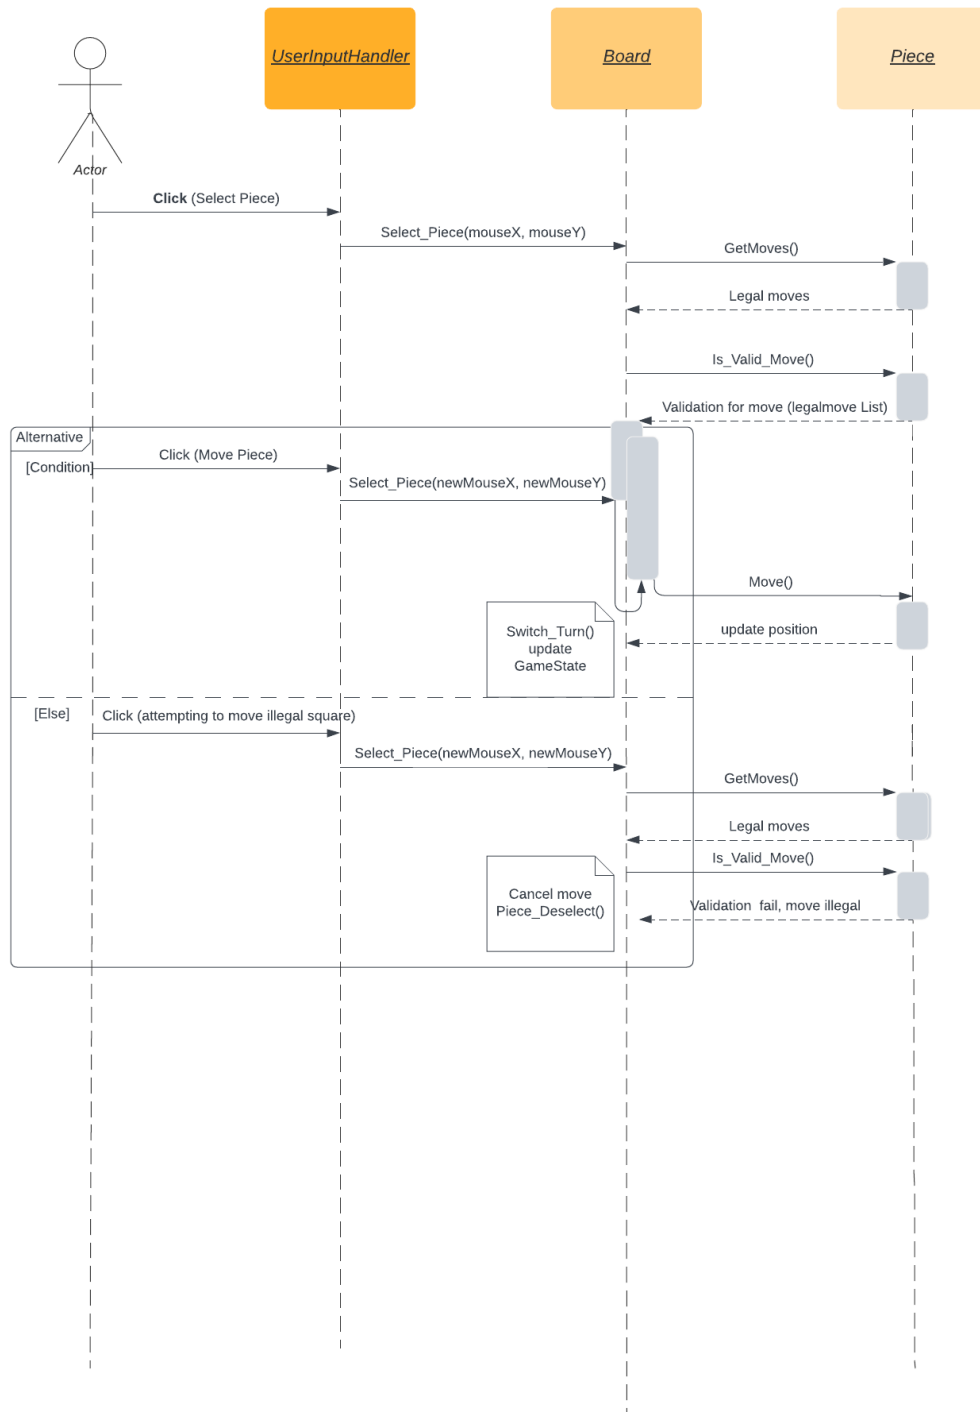 UserInputHandler
Board
Piece
Actor
Click (Select Piece)
Select_Piece(mouseX, mouseY)
GetMoves()
Legal moves
Is_Valid_Move()
Validation for move (legalmove List)
Alternative
[Condition]
Click (Move Piece)
Select_Piece(newMouseX, newMouseY)
Move()
Switch_Turn()
update
GameState
update position
[Else]
Click (attempting to move illegal square)
Select_Piece(newMouseX, newMouseY)
GetMoves()
Legal moves
Is_Valid_Move()
Cancel move
Piece_Deselect()
Validation  fail, move illegal